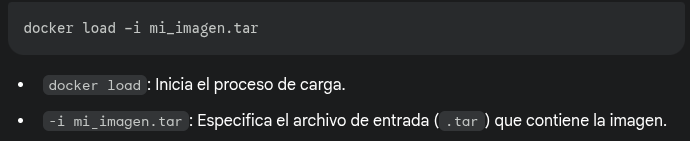 docker load -i mi_imagen.tar
• docker load: Inicia el proceso de carga.
• -i mi_imagen.tar: Especifica el archivo de entrada (.tar) que contiene la imagen.